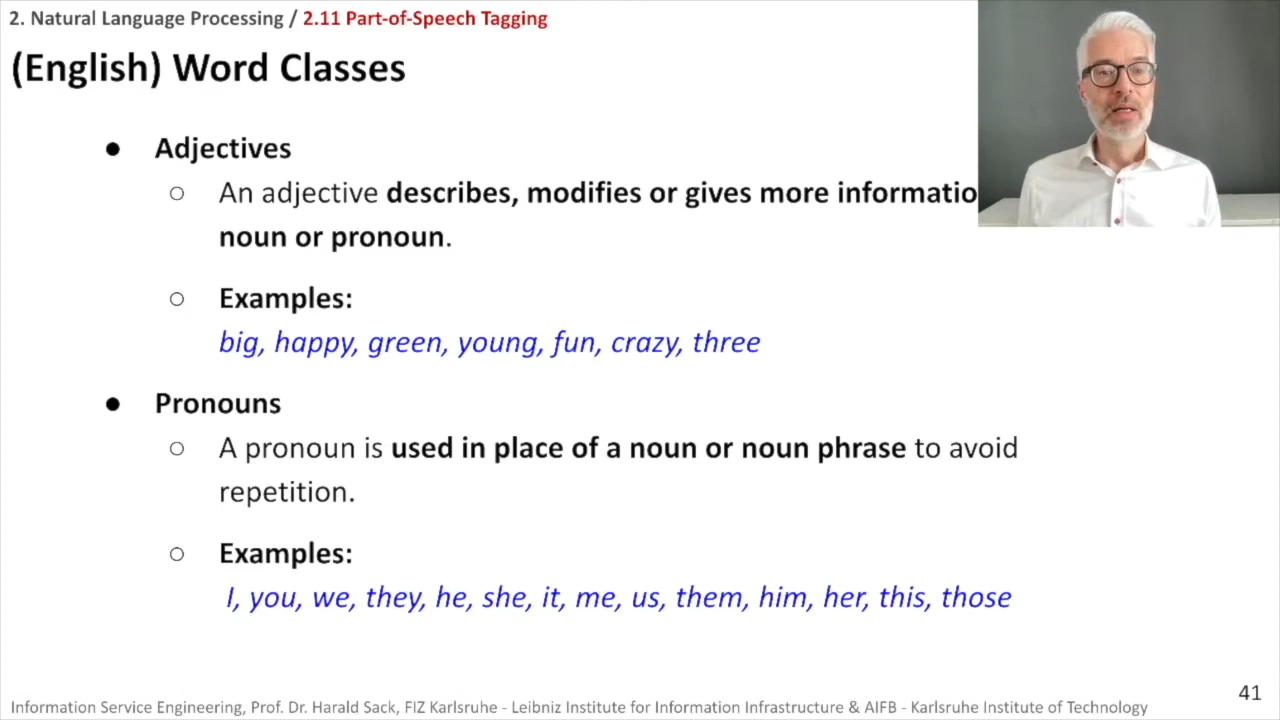 2. Natural Language Processing / 2.11 Part-of-Speech Tagging
(English) Word Classes
● Adjectives
○ An adjective describes, modifies or gives more
noun or pronoun.
○ Examples:
big, happy, green, young, fun, crazy, three
● Pronouns
○ A pronoun is used in place of a noun or noun phrase to avoid
repetition.
○ Examples:
I, you, we, they, he, she, it, me, us, them, him, her, this, those
41
Information Service Engineering, Prof. Dr. Harald Sack, FIZ Karlsruhe - Leibniz Institute for Information Infrastructure & AIFB - Karlsruhe Institute of Technology